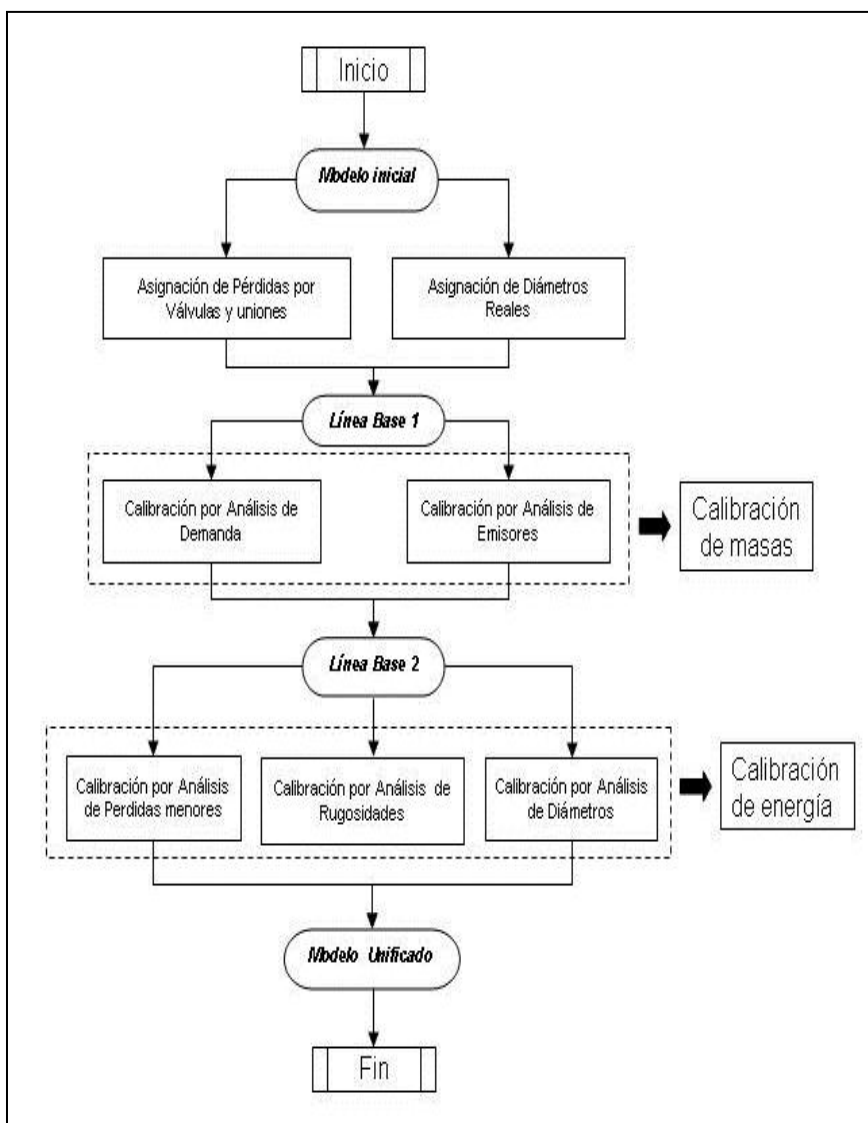 Inicio
Modelo inicial
Asignación de Pérdidas por
Válvulas y uniones
Asignación de Diámetros
Reales
Línea Base 1
Calibración por Análisis de
Demanda
Calibración por Análisis de
Emisores
Calibración
de masas
Línea Base 2
Calibración por Análisis
de Perdidas menores
Calibración por Análisis de
Rugosidades
Calibración por Análisis
de Diámetros
Calibración
de energía
Modelo Unificado
Fin